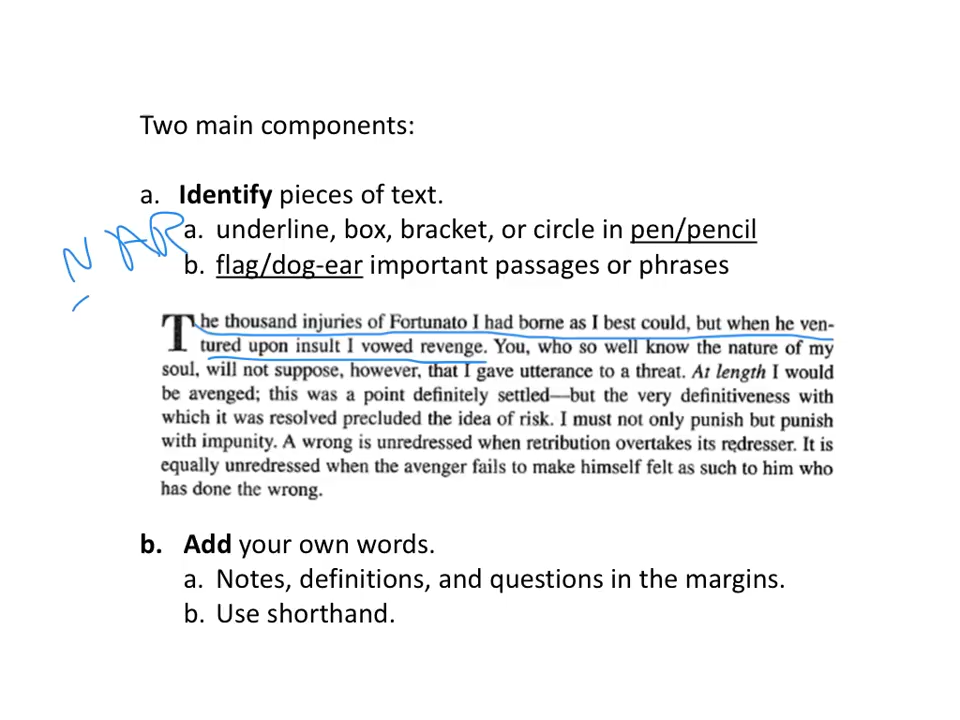 Two main components:
a. Identify pieces of text.
a. underline, box, bracket, or circle in pen/pencil
b. flag/dog-ear important passages or phrases
NAR
The thousand injuries of Fortunato I had borne as I best could, but when he ven-
tured upon insult I vowed revenge. You, who so well know the nature of my
soul, will not suppose, however, that I gave utterance to a threat. At length I would
be avenged; this was a point definitely settled—but the very definitiveness with
which it was resolved precluded the idea of risk. I must not only punish but punish
with impunity. A wrong is unredressed when retribution overtakes its redresser. It is
equally unredressed when the avenger fails to make himself felt as such to him who
has done the wrong.
b. Add your own words.
a. Notes, definitions, and questions in the margins.
b. Use shorthand.